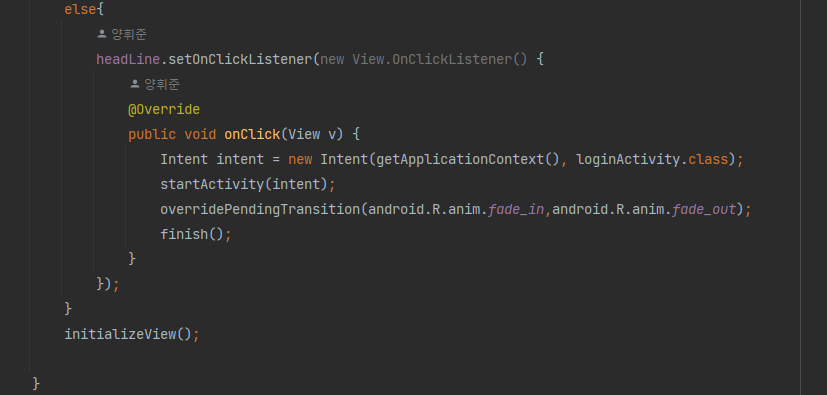 else{
양휘준
headLine.setOnClickListener(new View.OnClickListener() {
양휘준
@Override
public void onClick(View v) {
Intent intent = new Intent(getApplicationContext(), loginActivity.class);
startActivity(intent);
overridePendingTransition(android.R.anim.fade_in,android.R.anim.fade_out);
finish();
}
});
}
initializeView();
}